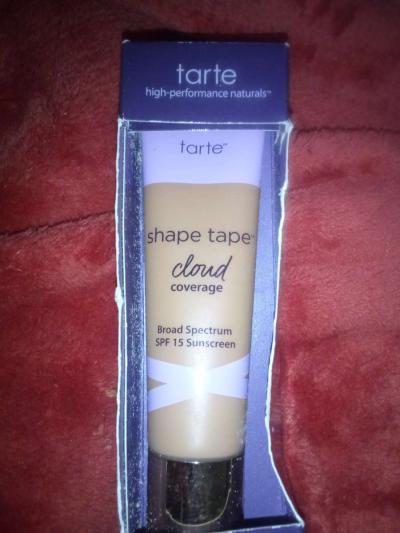 tarte
high-performance naturals™
tarte™
shape tape™
cloud
coverage
Broad Spectrum
SPF 15 Sunscreen